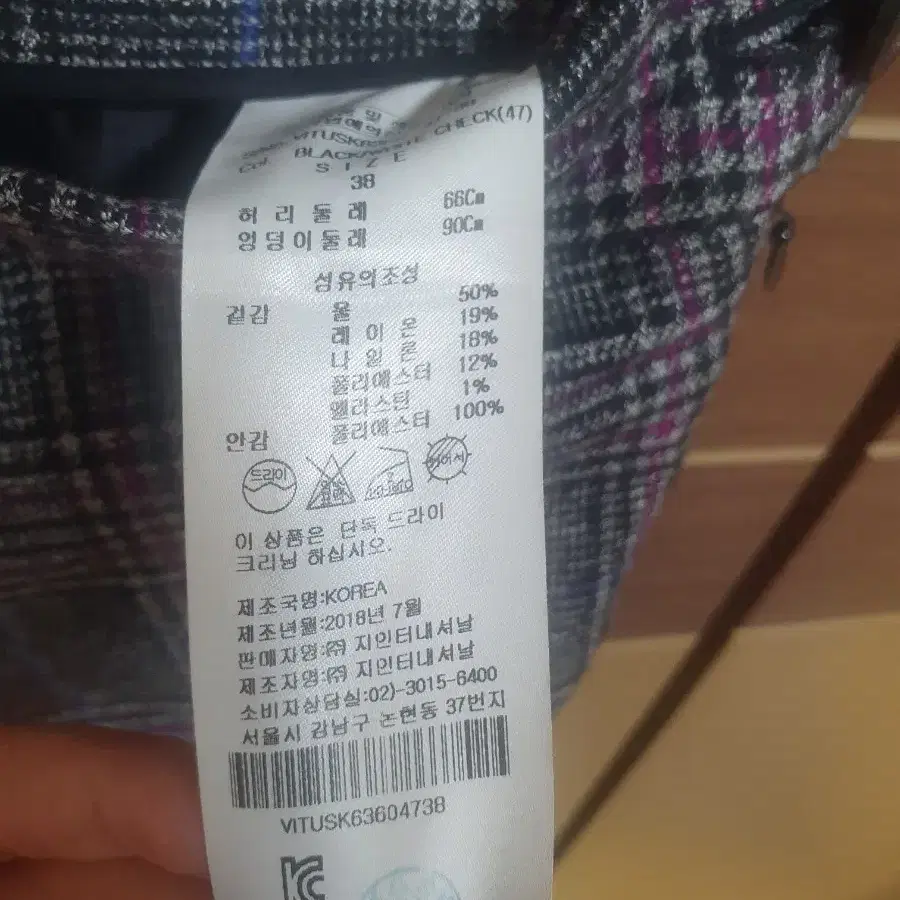 CHECK(47)
Col. BLACK
SIZE
38
허 리 둘 레 66Cm
엉덩이둘레 90Cm
섬유의조성
겉감 울 50%
레 이 온 19%
나 일 론 18%
폴리에스터 12%
엘라스틴 1%
안감 폴리에스터 100%
드라이
이 상품은 단독 드라이
크리닝 하십시오.
제조국명:KOREA
제조년월:2018년 7월
판매자명:㈜ 지인터내셔날
제조자명:㈜ 지인터내셔날
소비자상담실:02)-3015-6400
서울시 강남구 논현동 37번지
VITUSK63604738
KC